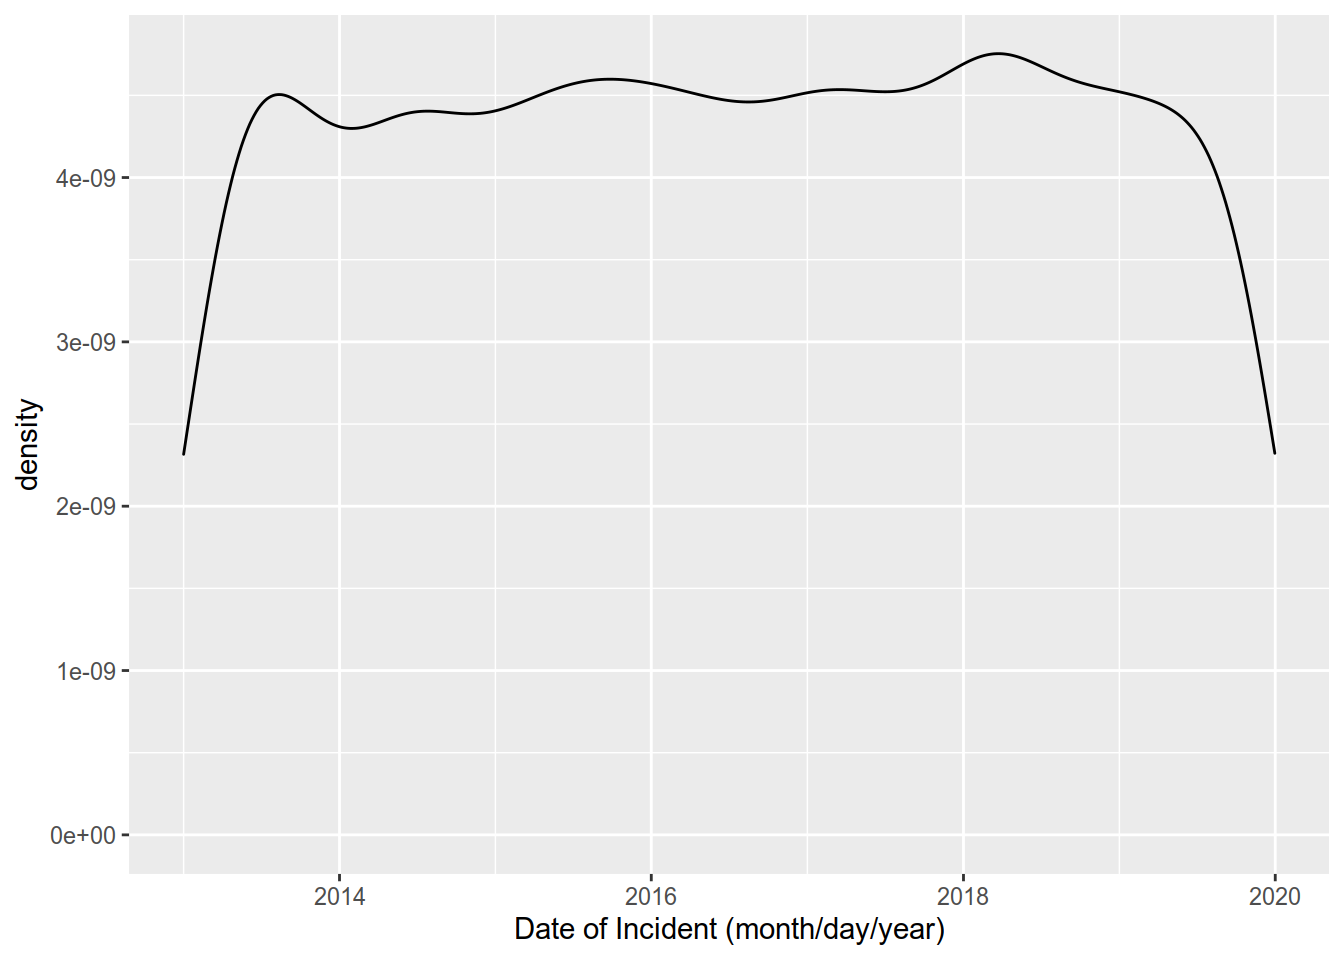 density
4e-09
3e-09
2e-09
1e-09
0e+00
2014 2016 2018 2020
Date of Incident (month/day/year)